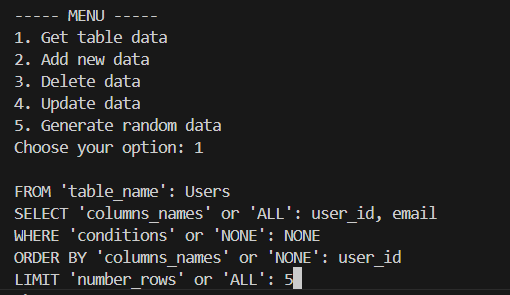 ----- MENU -----
1. Get table data
2. Add new data
3. Delete data
4. Update data
5. Generate random data
Choose your option: 1
FROM 'table_name': Users
SELECT 'columns_names' or 'ALL': user_id, email
WHERE 'conditions' or 'NONE': NONE
ORDER BY 'columns_names' or 'NONE': user_id
LIMIT 'number_rows' or 'ALL': 5